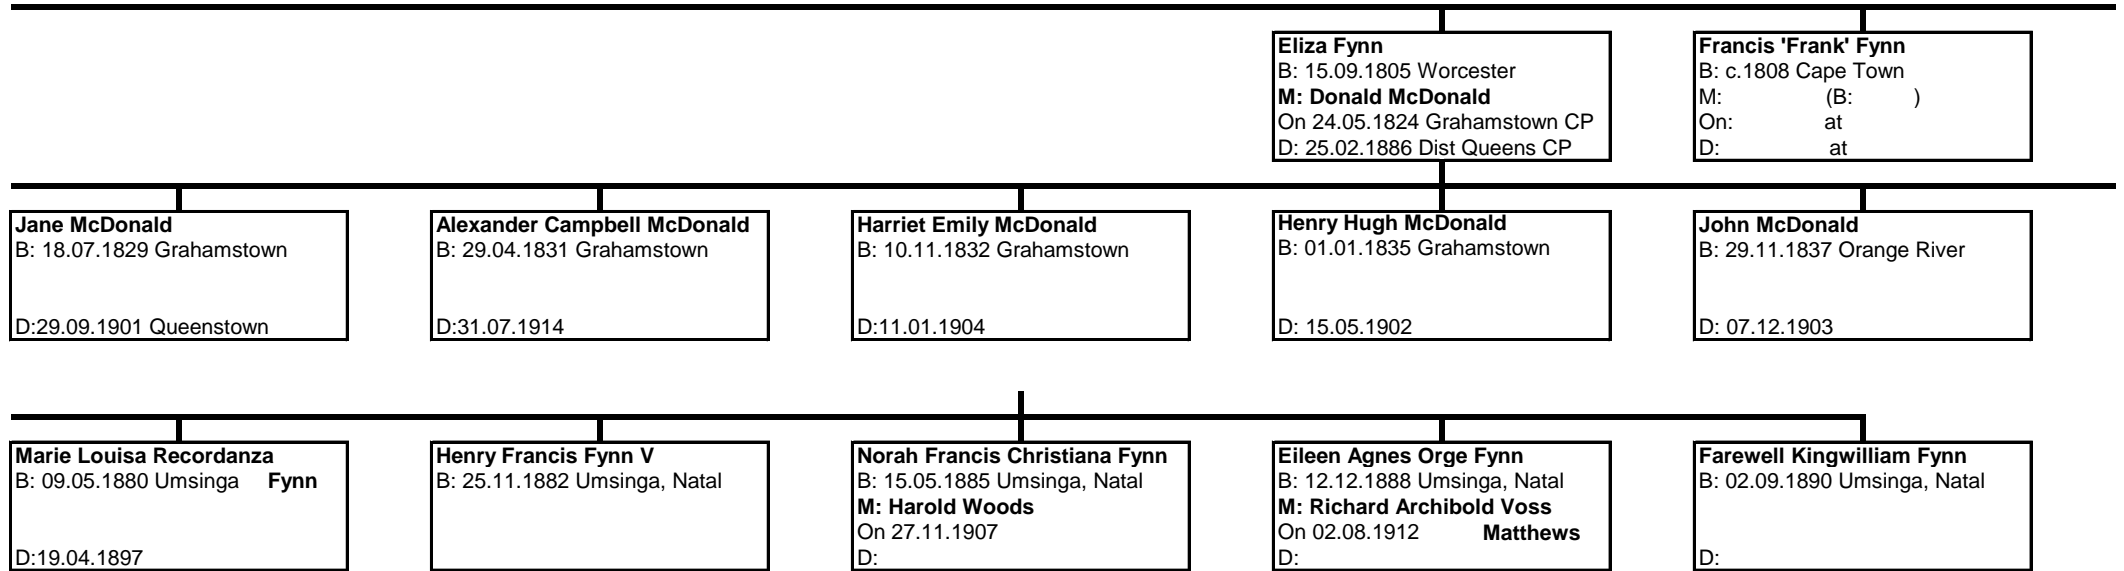 Eliza Fynn
B: 15.09.1805 Worcester
M: Donald McDonald
On 24.05.1824 Grahamstown CP
D: 25.02.1886 Dist Queens CP
Francis 'Frank' Fynn
B: c.1808 Cape Town
M: (B: )
On: at
D: at
Jane McDonald
B: 18.07.1829 Grahamstown
D:29.09.1901 Queenstown
Alexander Campbell McDonald
B: 29.04.1831 Grahamstown
D:31.07.1914
Harriet Emily McDonald
B: 10.11.1832 Grahamstown
D:11.01.1904
Henry Hugh McDonald
B: 01.01.1835 Grahamstown
D: 15.05.1902
John McDonald
B: 29.11.1837 Orange River
D: 07.12.1903
Marie Louisa Recordanza
B: 09.05.1880 Umsinga Fynn
D:19.04.1897
Henry Francis Fynn V
B: 25.11.1882 Umsinga, Natal
Norah Francis Christiana Fynn
B: 15.05.1885 Umsinga, Natal
M: Harold Woods
On 27.11.1907
D:
Eileen Agnes Orge Fynn
B: 12.12.1888 Umsinga, Natal
M: Richard Archibold Voss
On 02.08.1912 Matthews
D:
Farewell Kingwilliam Fynn
B: 02.09.1890 Umsinga, Natal
D: